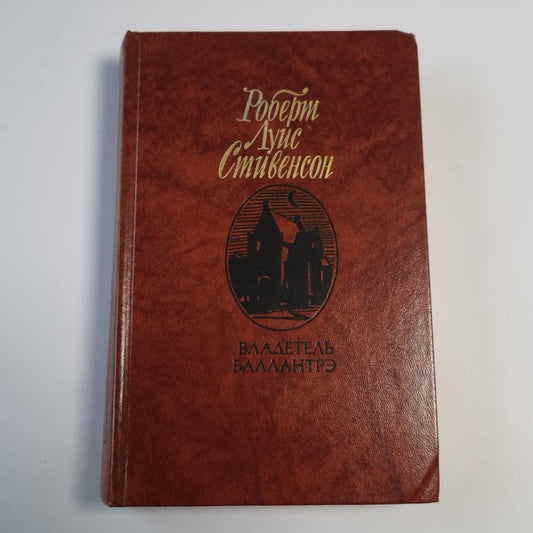 Роберт
Луис
Стивенсон
ВЛАДЕТЕЛЬ
БАЛЛАНТРЭ